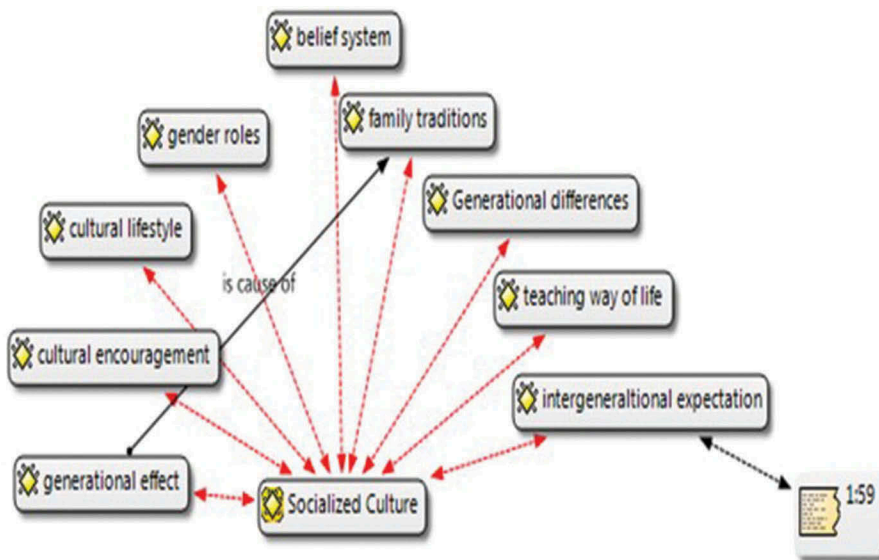 belief system
family traditions
gender roles
Generational differences
cultural lifestyle
is cause of
teaching way of life
cultural encouragement
intergeneraltional expectation
generational effect
Socialized Culture
1:59